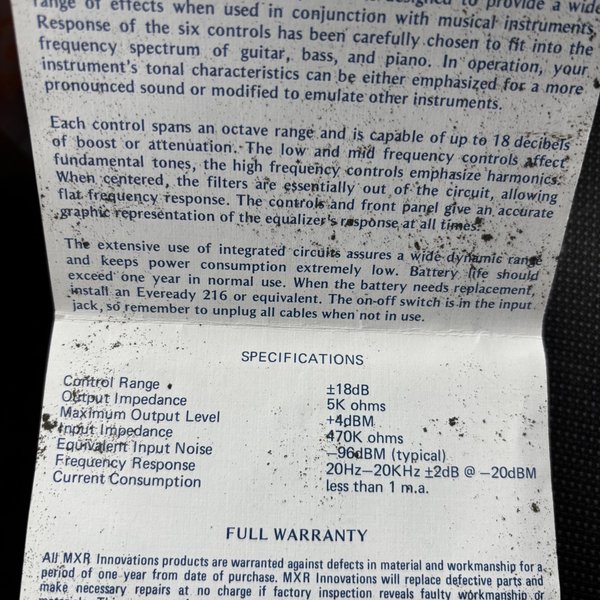 range of effects when used in conjunction with musical instruments.
Response of the six controls has been carefully chosen to fit into the
frequency spectrum of guitar, bass, and piano. In operation, your
instrument's tonal characteristics can be either emphasized for a more
pronounced sound or modified to emulate other instruments.
Each control spans an octave range and is capable of up to 18 decibels
of boost or attenuation. The low and mid frequency controls affect
fundamental tones, the high frequency controls emphasize harmonics.
When centered, the filters are essentially out of the circuit, allowing
flat frequency response. The controls and front panel give an accurate
graphic representation of the equalizer's response at all times.
The extensive use of integrated circuits assures a wide dynamic range
and keeps power consumption extremely low. Battery life should
exceed one year in normal use. When the battery needs replacement
install an Eveready 216 or equivalent. The on-off switch is in the input
jack, so remember to unplug all cables when not in use.
SPECIFICATIONS
Control Range ±18dB
Output Impedance 5K ohms
Maximum Output Level +4dBM
Input Impedance 470K ohms
Equivalent Input Noise −96dBM (typical)
Frequency Response 20Hz—20KHz ±2dB @ −20dBM
Current Consumption less than 1 m.a.
FULL WARRANTY
All MXR Innovations products are warranted against defects in material and workmanship for a
period of one year from date of purchase. MXR Innovations will replace defective parts and
make necessary repairs at no charge if factory inspection reveals faulty workmanship or